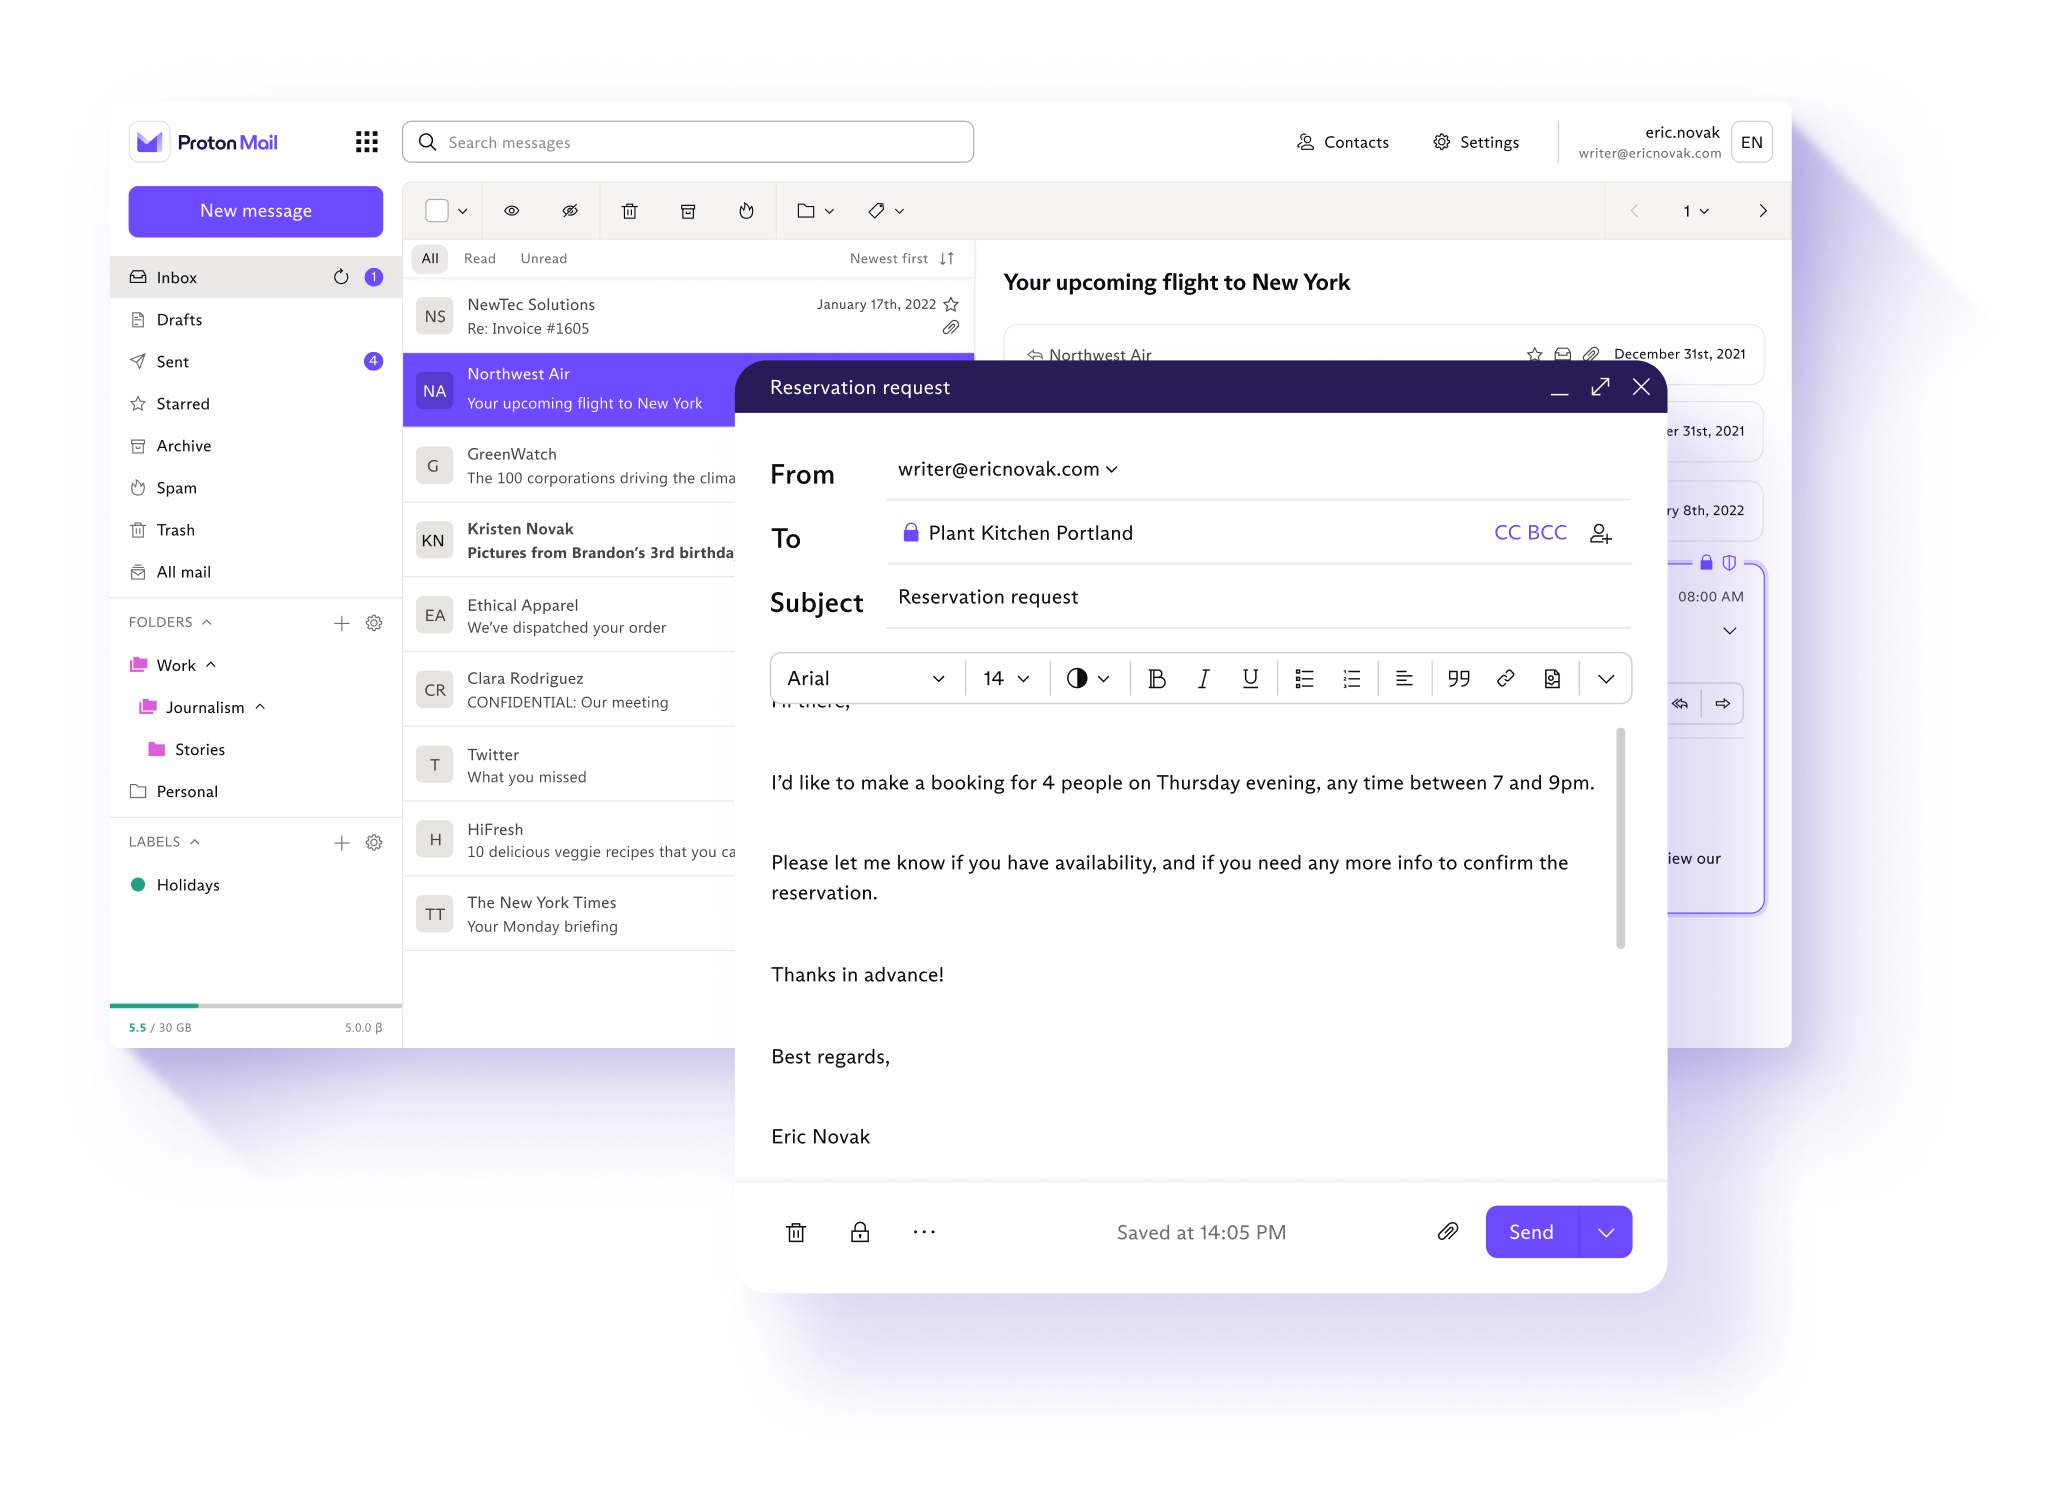 Proton Mail
Search messages
Contacts
Settings
eric.novak
writer@ericnovak.com
EN
New message
1
Inbox
1
Drafts
Sent
4
Starred
Archive
Spam
Trash
All mail
FOLDERS
Work
Journalism
Stories
Personal
LABELS
Holidays
5.5 / 30 GB
5.0.0 β
All
Read
Unread
Newest first
NS
NewTec Solutions
January 17th, 2022
Re: Invoice #1605
NA
Northwest Air
Your upcoming flight to New York
G
GreenWatch
The 100 corporations driving the clima
KN
Kristen Novak
Pictures from Brandon’s 3rd birthda
EA
Ethical Apparel
We’ve dispatched your order
CR
Clara Rodriguez
CONFIDENTIAL: Our meeting
T
Twitter
What you missed
H
HiFresh
10 delicious veggie recipes that you ca
TT
The New York Times
Your Monday briefing
Your upcoming flight to New York
Northwest Air
December 31st, 2021
er 31st, 2021
ry 8th, 2022
08:00 AM
iew our
Reservation request
From
writer@ericnovak.com
To
Plant Kitchen Portland
CC BCC
Subject
Reservation request
Arial
14
B
I
U
Hi there,
I’d like to make a booking for 4 people on Thursday evening, any time between 7 and 9pm.
Please let me know if you have availability, and if you need any more info to confirm the
reservation.
Thanks in advance!
Best regards,
Eric Novak
Saved at 14:05 PM
Send